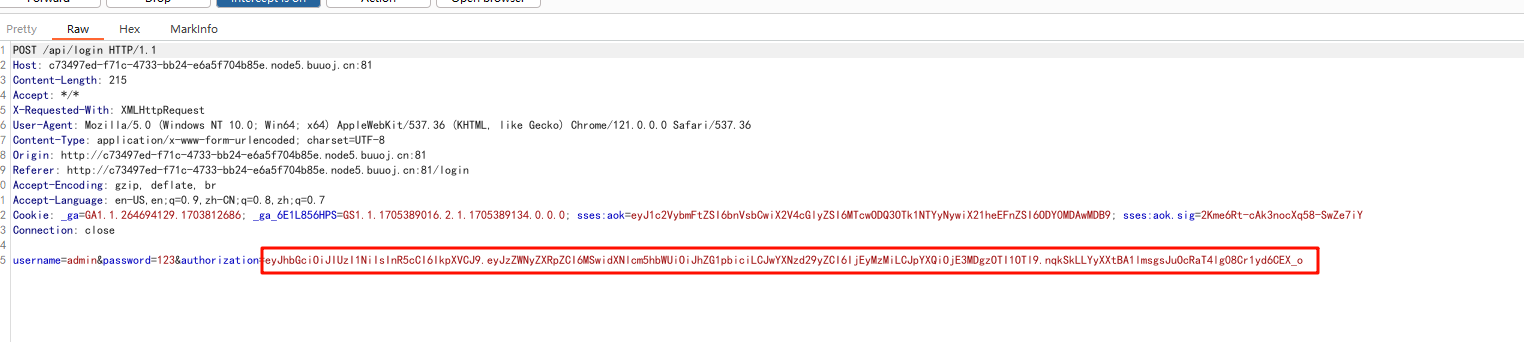 Forward Drop Intercept is on Action Open Browser
Pretty Raw Hex MarkInfo
1 POST /api/login HTTP/1.1
2 Host: c73497ed-f71c-4733-bb24-e6a5f704b85e.node5.buuoj.cn:81
3 Content-Length: 215
4 Accept: */*
5 X-Requested-With: XMLHttpRequest
6 User-Agent: Mozilla/5.0 (Windows NT 10.0; Win64; x64) AppleWebKit/537.36 (KHTML, like Gecko) Chrome/121.0.0.0 Safari/537.36
7 Content-Type: application/x-www-form-urlencoded; charset=UTF-8
8 Origin: http://c73497ed-f71c-4733-bb24-e6a5f704b85e.node5.buuoj.cn:81
9 Referer: http://c73497ed-f71c-4733-bb24-e6a5f704b85e.node5.buuoj.cn:81/login
0 Accept-Encoding: gzip, deflate, br
1 Accept-Language: en-US,en;q=0.9,zh-CN;q=0.8,zh;q=0.7
2 Cookie: _ga=GA1.1.264694129.1703812686; _ga_6E1L856HPS=GS1.1.1705389016.2.1.1705389134.0.0.0; sses:aok=eyJ1c2VybmFtZSI6bnVsbCwiX2V4cGlyZSI6MTcwODQ3OTk1NTYyNywiX21heEFnZSI6ODY0MDAwMDB9; sses:aok.sig=2Kme6Rt-cAk3nocXq58-SwZe7iY
3 Connection: close
4
5 username=admin&password=123&authorization=eyJhbGciOiJIUzI1NiIsInR5cCI6IkpXVCJ9.eyJzZWNyZXRpZCI6MSwidXNlcm5hbWUiOiJhZG1pbiciLCJwYXNzd29yZCI6IjEyMzMiLCJpYXQiOjE3MDgzOTI1OTl9.nqkSkLLYyXXtBA1lmsgsJuOcRaT4lg08Cr1yd6CEX_o